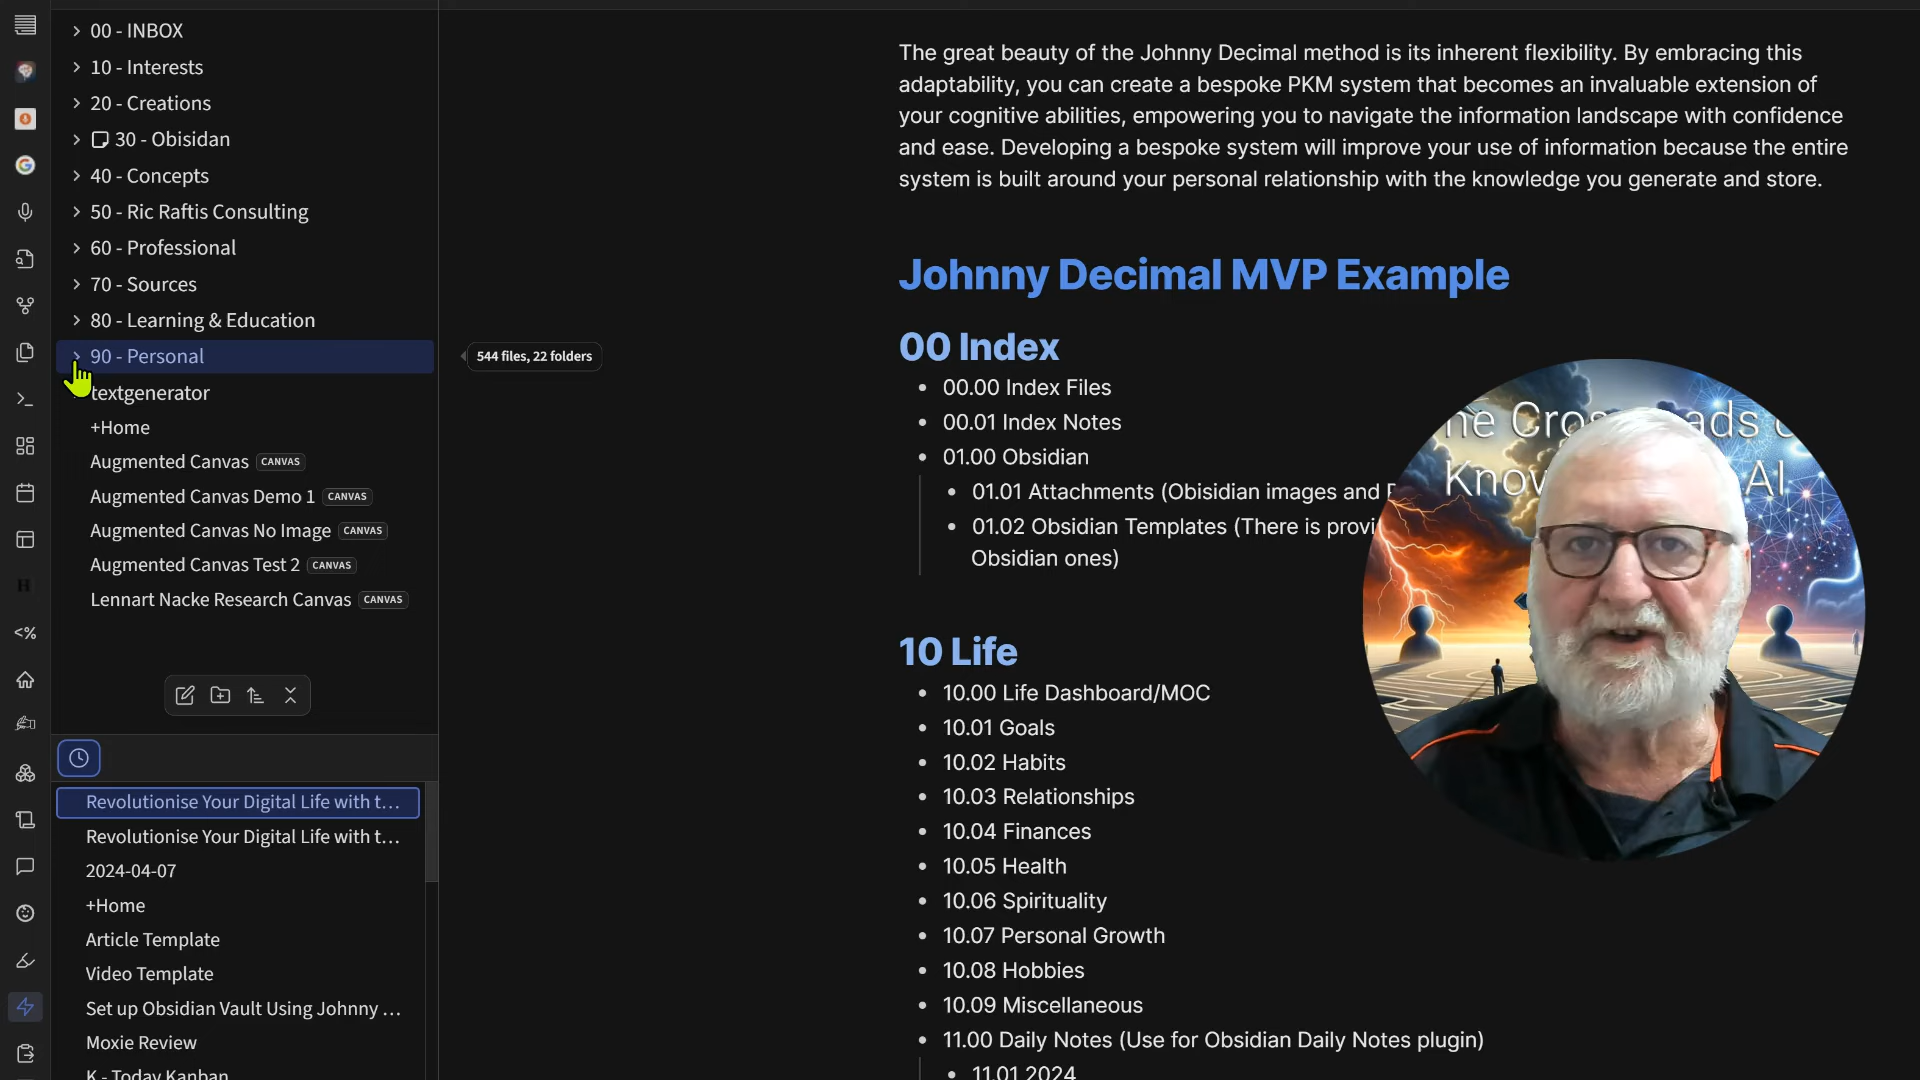 00 - INBOX
10 - Interests
20 - Creations
30 - Obisidan
40 - Concepts
50 - Ric Raftis Consulting
60 - Professional
70 - Sources
80 - Learning & Education
90 - Personal
544 files, 22 folders
textgenerator
+Home
Augmented Canvas CANVAS
Augmented Canvas Demo 1 CANVAS
Augmented Canvas No Image CANVAS
Augmented Canvas Test 2 CANVAS
Lennart Nacke Research Canvas CANVAS
Revolutionise Your Digital Life with t...
Revolutionise Your Digital Life with t...
2024-04-07
+Home
Article Template
Video Template
Set up Obsidian Vault Using Johnny ...
Moxie Review
K - Today Kanban
The great beauty of the Johnny Decimal method is its inherent flexibility. By embracing this
adaptability, you can create a bespoke PKM system that becomes an invaluable extension of
your cognitive abilities, empowering you to navigate the information landscape with confidence
and ease. Developing a bespoke system will improve your use of information because the entire
system is built around your personal relationship with the knowledge you generate and store.
Johnny Decimal MVP Example
00 Index
00.00 Index Files
00.01 Index Notes
01.00 Obsidian
01.01 Attachments (Obisidian images and
01.02 Obsidian Templates (There is provi
Obsidian ones)
10 Life
10.00 Life Dashboard/MOC
10.01 Goals
10.02 Habits
10.03 Relationships
10.04 Finances
10.05 Health
10.06 Spirituality
10.07 Personal Growth
10.08 Hobbies
10.09 Miscellaneous
11.00 Daily Notes (Use for Obsidian Daily Notes plugin)
11.01 2024
AI